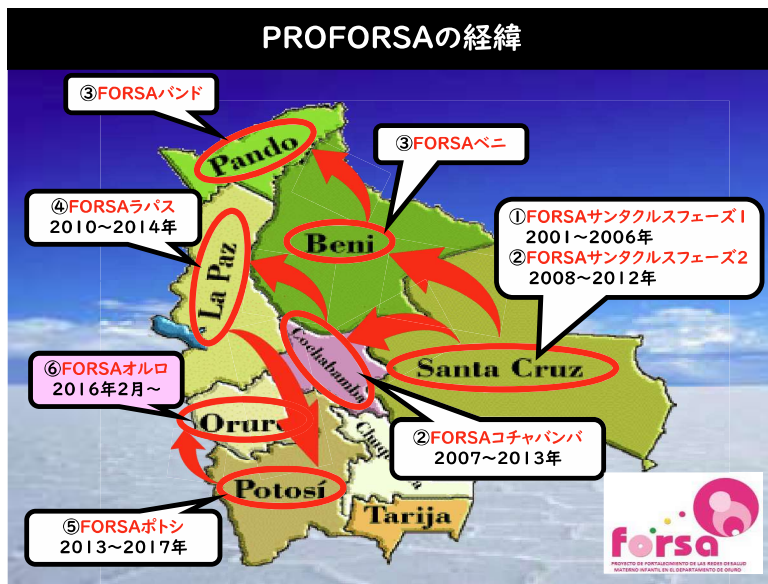 PROFORSAの経緯
③FORSAパンド
③FORSAベニ
④FORSAラパス
2010～2014年
①FORSAサンタクルスフェーズ1
2001～2006年
②FORSAサンタクルスフェーズ2
2008～2012年
Pando
Beni
La Paz
Cochabamba
Santa Cruz
⑥FORSAオルロ
2016年2月～
Oruro
②FORSAコチャバンバ
2007～2013年
Potosí
Tarija
⑤FORSAポトシ
2013～2017年
forsa
PROYECTO DE FORTALECIMIENTO DE LAS REDES DE SALUD
MATERNO INFANTIL EN EL DEPARTAMENTO DE ORURO